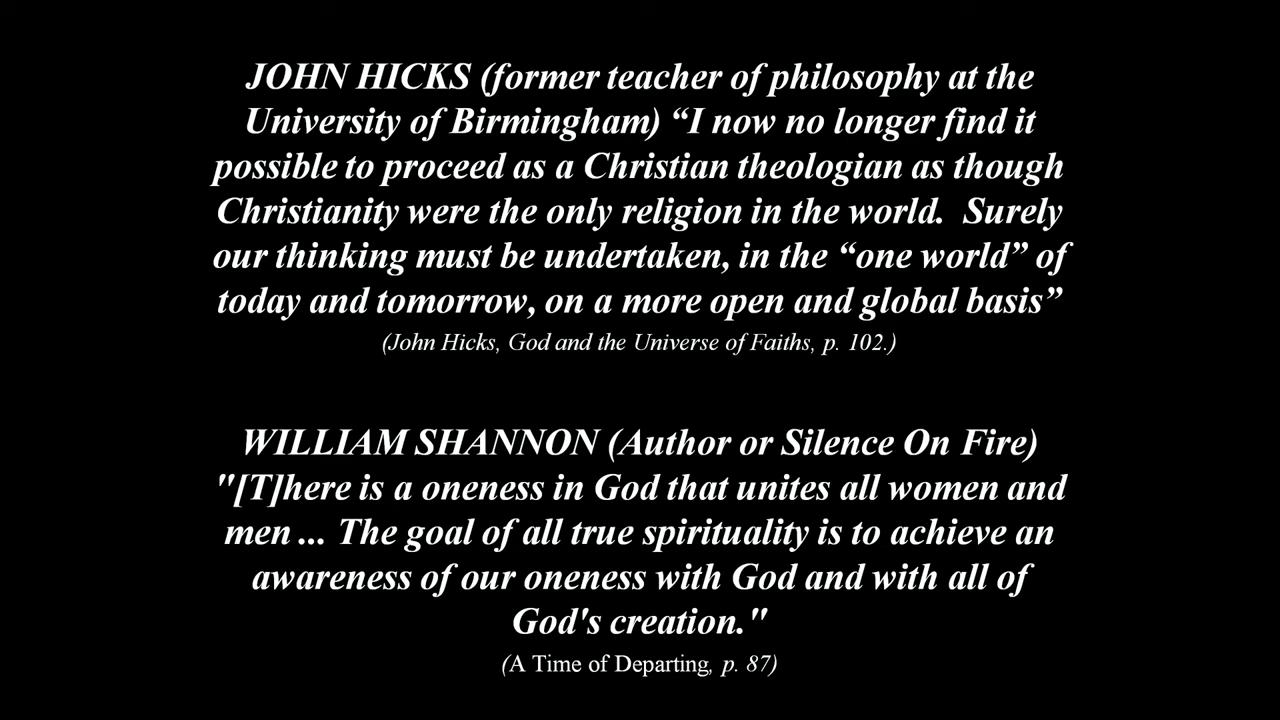 JOHN HICKS (former teacher of philosophy at the
University of Birmingham) “I now no longer find it
possible to proceed as a Christian theologian as though
Christianity were the only religion in the world.  Surely
our thinking must be undertaken, in the “one world” of
today and tomorrow, on a more open and global basis”
(John Hicks, God and the Universe of Faiths, p. 102.)
WILLIAM SHANNON (Author or Silence On Fire)
"[T]here is a oneness in God that unites all women and
men ... The goal of all true spirituality is to achieve an
awareness of our oneness with God and with all of
God's creation."
(A Time of Departing, p. 87)